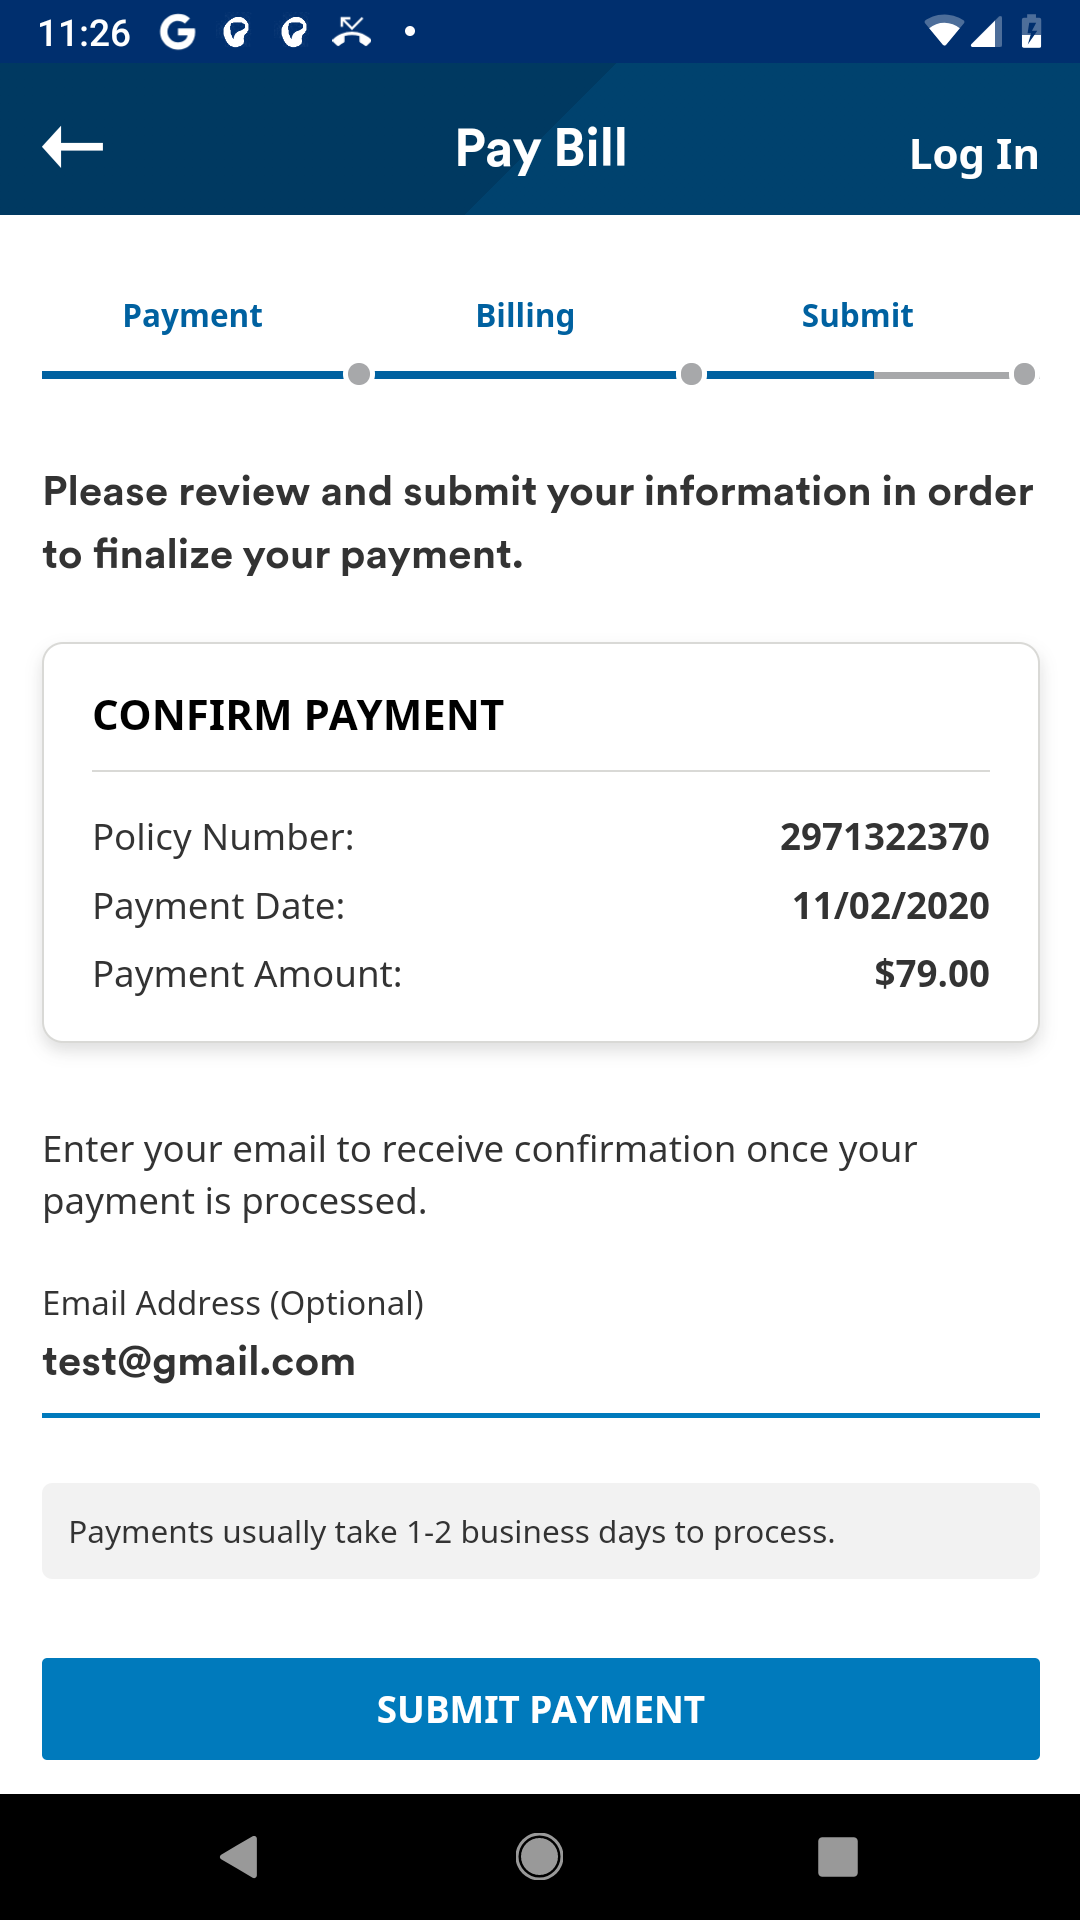 11:26
Pay Bill
Log In
Payment
Billing
Submit
Please review and submit your information in order
to finalize your payment.
CONFIRM PAYMENT
Policy Number: 2971322370
Payment Date: 11/02/2020
Payment Amount: $79.00
Enter your email to receive confirmation once your
payment is processed.
Email Address (Optional)
test@gmail.com
Payments usually take 1-2 business days to process.
SUBMIT PAYMENT